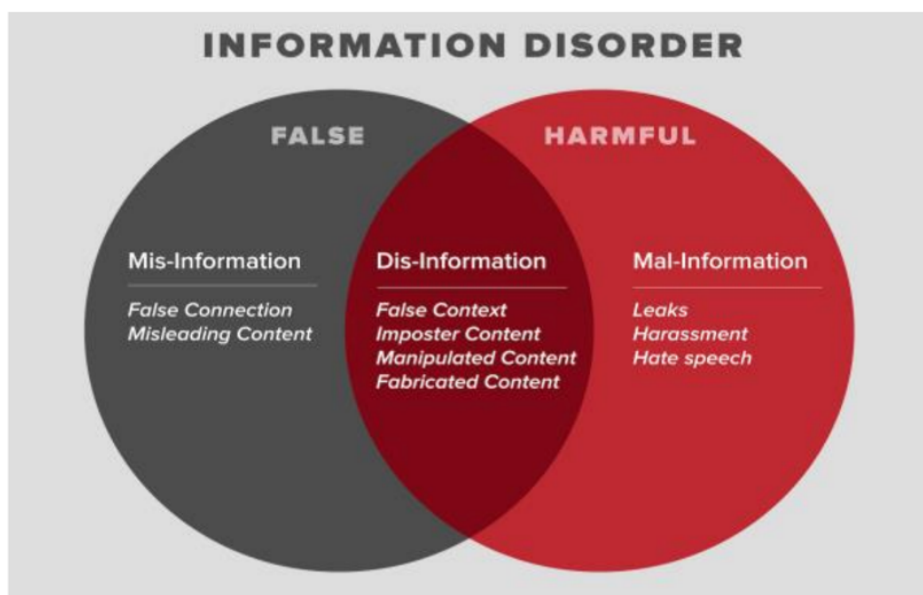 INFORMATION DISORDER
FALSE
HARMFUL
Mis-Information
False Connection
Misleading Content
Dis-Information
False Context
Imposter Content
Manipulated Content
Fabricated Content
Mal-Information
Leaks
Harassment
Hate speech